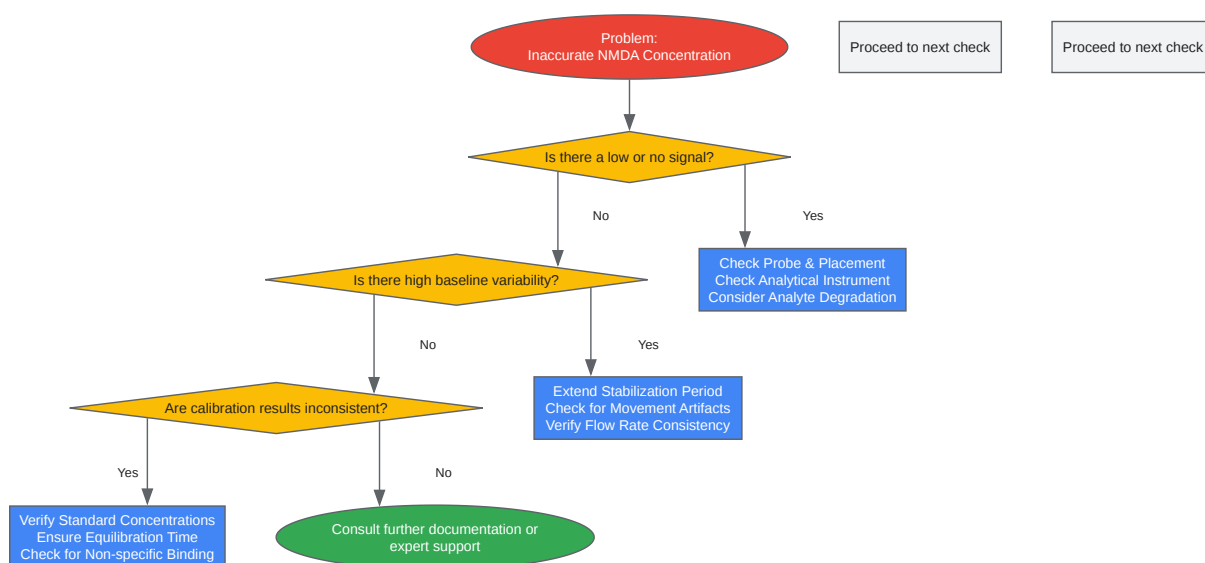 Problem:
Inaccurate NMDA Concentration
Proceed to next check
Proceed to next check
Is there a low or no signal?
No
Yes
Check Probe & Placement
Check Analytical Instrument
Consider Analyte Degradation
Is there high baseline variability?
No
Yes
Extend Stabilization Period
Check for Movement Artifacts
Verify Flow Rate Consistency
Are calibration results inconsistent?
Yes
No
Verify Standard Concentrations
Ensure Equilibration Time
Check for Non-specific Binding
Consult further documentation or
expert support